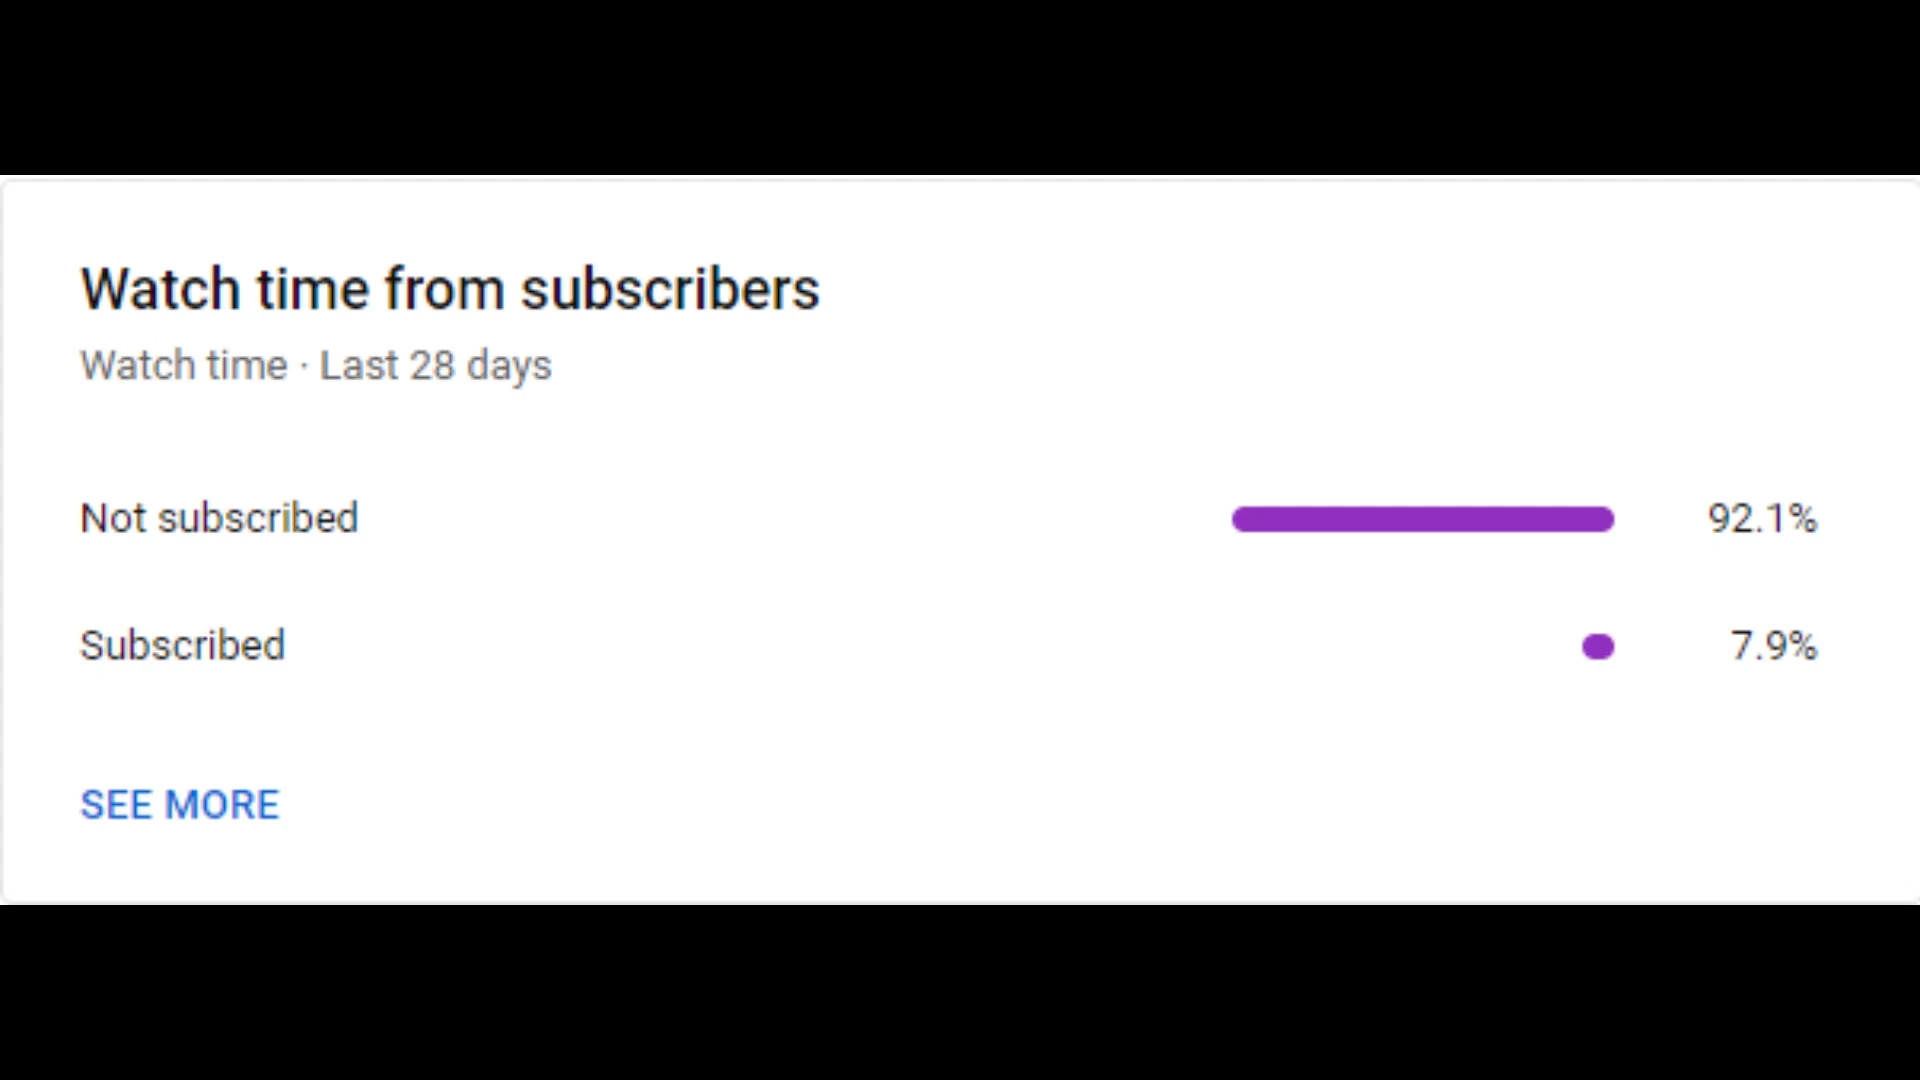 Watch time from subscribers
Watch time · Last 28 days
Not subscribed 92.1%
Subscribed 7.9%
SEE MORE